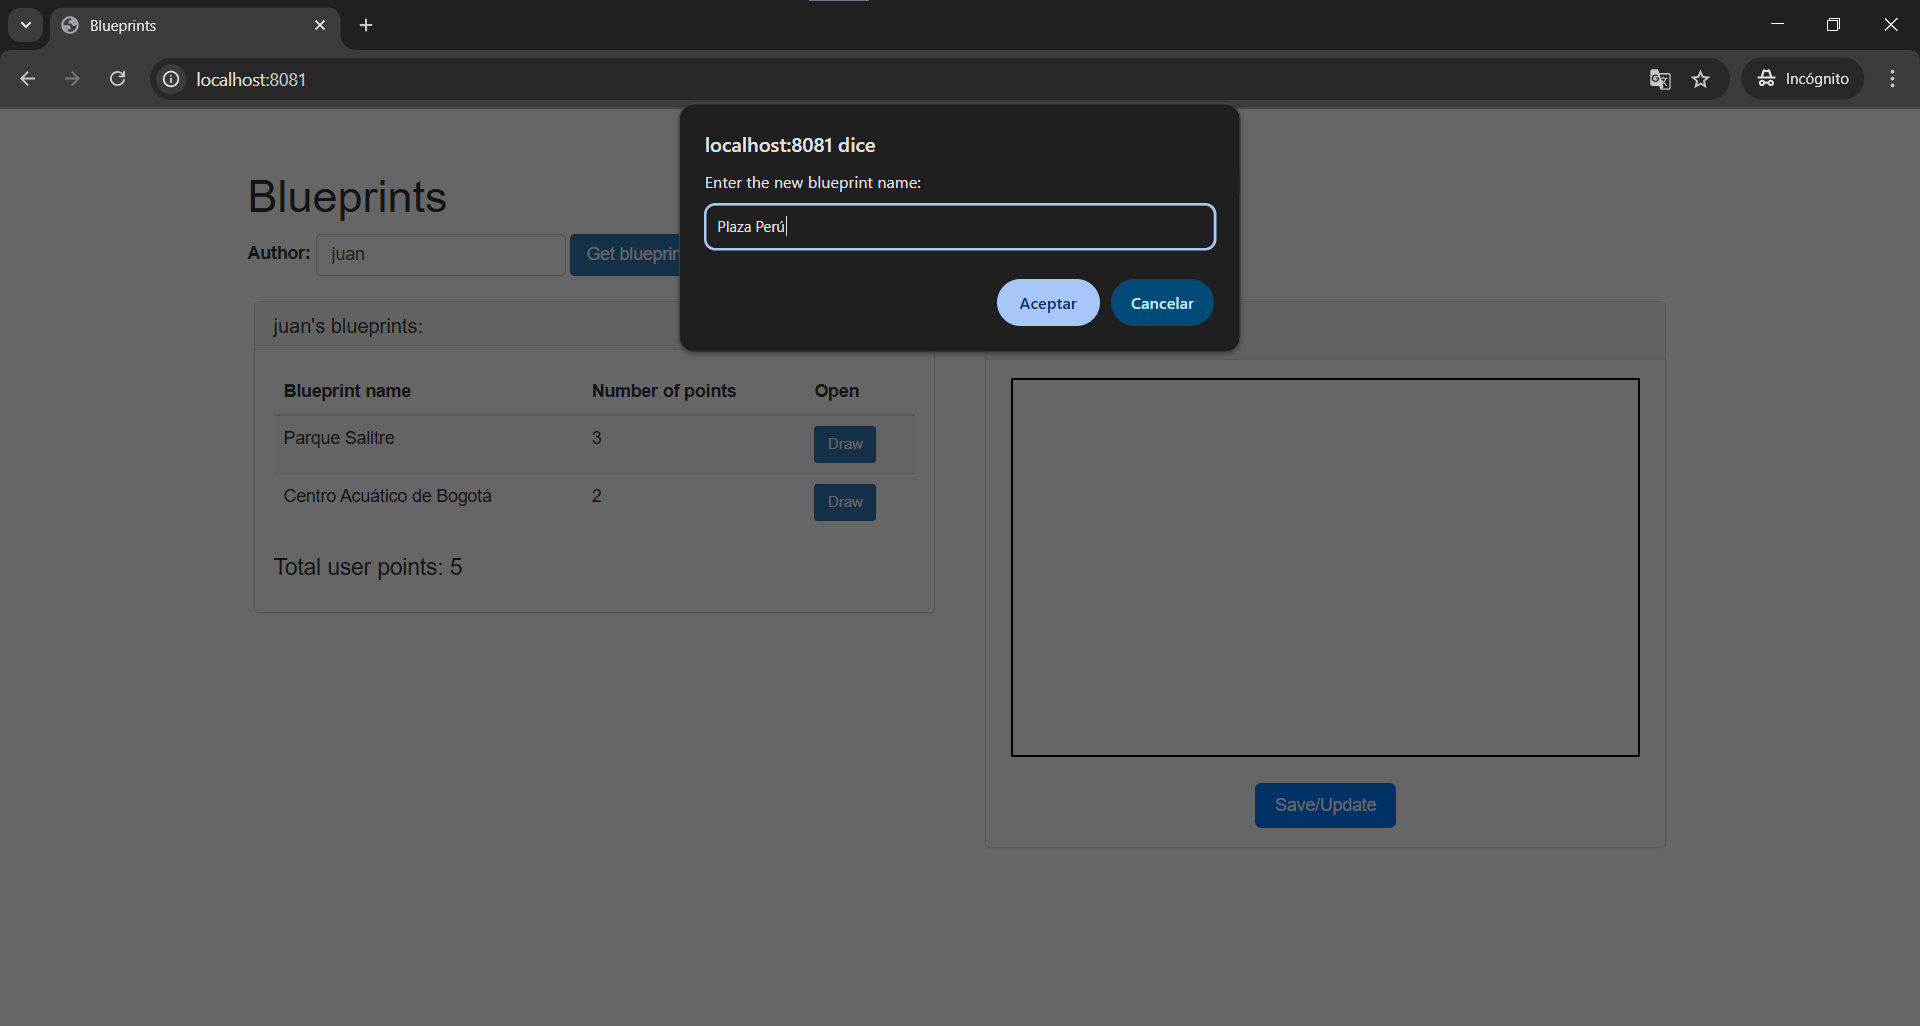 Blueprints
localhost:8081
Incógnito
localhost:8081 dice
Enter the new blueprint name:
Plaza Perú
Aceptar Cancelar
Blueprints
Author: juan Get blueprin
juan's blueprints:
Blueprint name Number of points Open
Parque Salitre 3 Draw
Centro Acuático de Bogotá 2 Draw
Total user points: 5
Save/Update